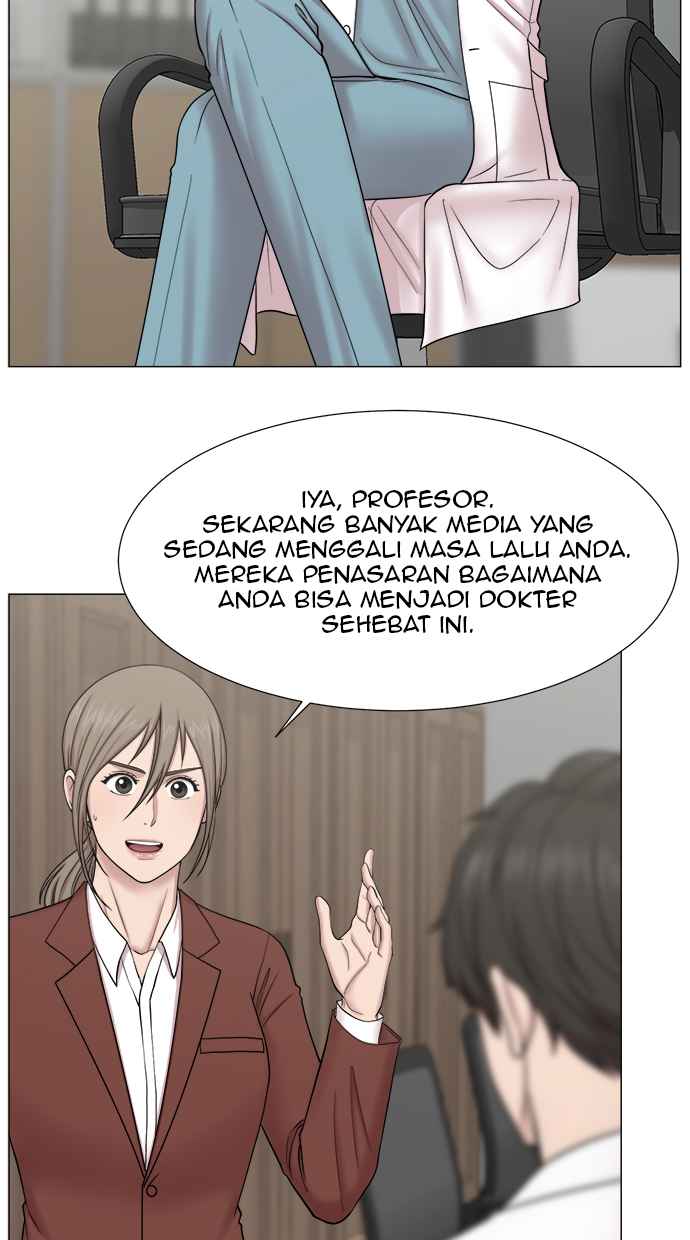 IYA, PROFESOR.
SEKARANG BANYAK MEDIA YANG
SEDANG MENGGALI MASA LALU ANDA.
MEREKA PENASARAN BAGAIMANA
ANDA BISA MENJADI DOKTER
SEHEBAT INI.